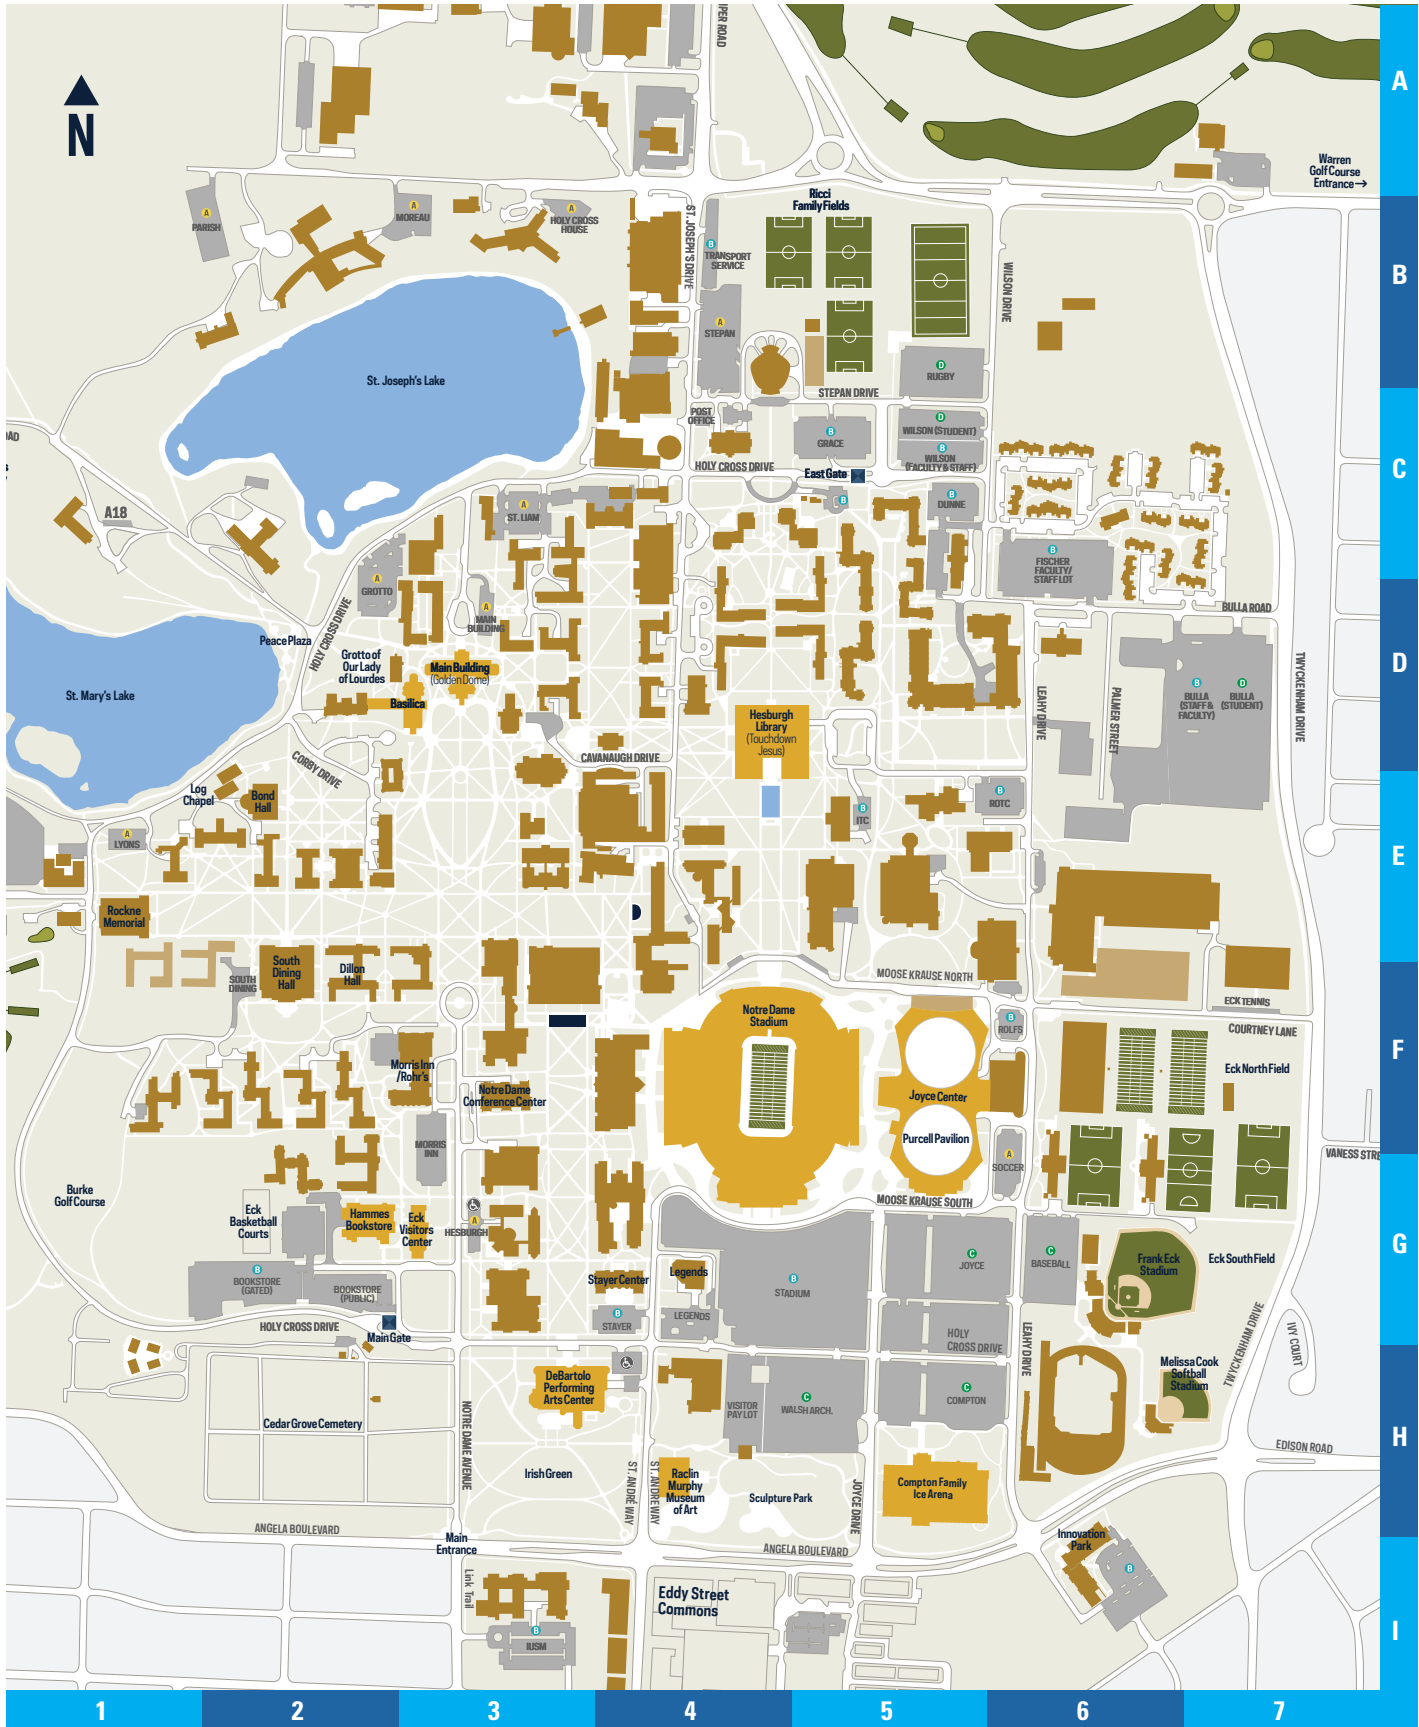 A
B
C
D
E
F
G
H
I
1
2
3
4
5
6
7
N
Warren
Golf Course
Entrance→
Ricci
Family Fields
A
PARISH
A
MOREAU
A
HOLY CROSS
HOUSE
ST. JOSEPH'S DRIVE
B
TRANSPORT
SERVICE
WILSON DRIVE
A
STEPAN
D
RUGBY
STEPAN DRIVE
St. Joseph's Lake
POST
OFFICE
B
GRACE
D
WILSON (STUDENT)
B
WILSON
(FACULTY & STAFF)
HOLY CROSS DRIVE
East Gate
B
B
DUNNE
A
ST. LIAM
A18
B
FISCHER
FACULTY/
STAFF LOT
A
GROTTO
A
MAIN
BUILDING
BULLA ROAD
HOLY CROSS DRIVE
Peace Plaza
Grotto of
Our Lady
of Lourdes
Main Building
(Golden Dome)
Basilica
St. Mary's Lake
LEAHY DRIVE
PALMER STREET
B
BULLA
(STAFF &
FACULTY)
D
BULLA
(STUDENT)
TWYCKENHAM DRIVE
Hesburgh
Library
(Touchdown
Jesus)
CAVANAUGH DRIVE
CORBY DRIVE
Log
Chapel
Bond
Hall
A
LYONS
B
ITC
B
ROTC
Rockne
Memorial
SOUTH
DINING
South
Dining
Hall
Dillon
Hall
MOOSE KRAUSE NORTH
ECK TENNIS
COURTNEY LANE
Notre Dame
Stadium
B
ROLFS
Eck North Field
Morris Inn
/Rohr's
Notre Dame
Conference Center
Joyce Center
Purcell Pavilion
MORRIS
INN
A
SOCCER
VANESS STRE
Burke
Golf Course
MOOSE KRAUSE SOUTH
Eck
Basketball
Courts
Hammes
Bookstore
Eck
Visitors
Center
A
HESBURGH
B
BOOKSTORE
(GATED)
BOOKSTORE
(PUBLIC)
Stayer Center
Legends
B
STAYER
LEGENDS
B
STADIUM
C
JOYCE
C
BASEBALL
Frank Eck
Stadium
Eck South Field
HOLY CROSS DRIVE
Main Gate
HOLY
CROSS DRIVE
LEAHY DRIVE
TWYCKENHAM DRIVE
IVY COURT
Melissa Cook
Softball
Stadium
DeBartolo
Performing
Arts Center
VISITOR
PAY LOT
C
WALSH ARCH.
C
COMPTON
Cedar Grove Cemetery
NOTRE DAME AVENUE
Irish Green
ST. ANDRÉ WAY
ST. ANDRE WAY
Raclin
Murphy
Museum
of Art
Sculpture Park
JOYCE DRIVE
Compton Family
Ice Arena
EDISON ROAD
ANGELA BOULEVARD
Main
Entrance
ANGELA BOULEVARD
Innovation
Park
B
Link Trail
Eddy Street
Commons
B
IUSM